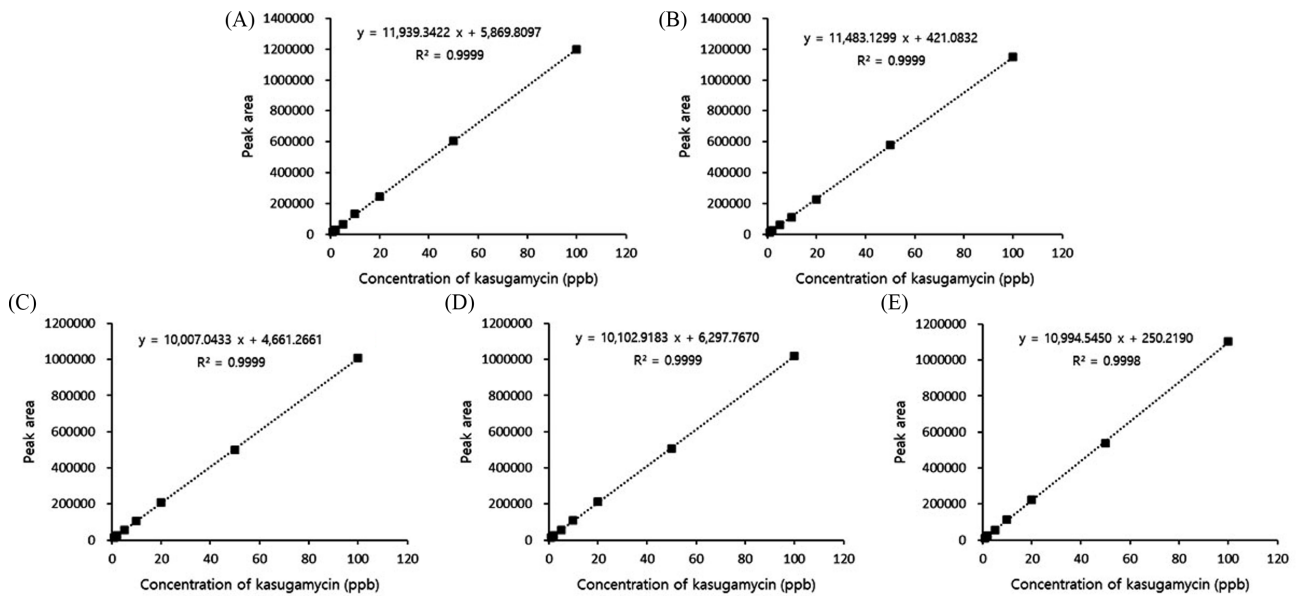 (A)
1400000
1200000
1000000
800000
600000
400000
200000
0
Peak area
y = 11,939.3422 x + 5,869.8097
R² = 0.9999
0 20 40 60 80 100 120
Concentration of kasugamycin (ppb)
(B)
1400000
1200000
1000000
800000
600000
400000
200000
0
Peak area
y = 11,483.1299 x + 421.0832
R² = 0.9999
0 20 40 60 80 100 120
Concentration of kasugamycin (ppb)
(C)
1200000
1000000
800000
600000
400000
200000
0
Peak area
y = 10,007.0433 x + 4,661.2661
R² = 0.9999
0 20 40 60 80 100 120
Concentration of kasugamycin (ppb)
(D)
1200000
1000000
800000
600000
400000
200000
0
Peak area
y = 10,102.9183 x + 6,297.7670
R² = 0.9999
0 20 40 60 80 100 120
Concentration of kasugamycin (ppb)
(E)
1200000
1000000
800000
600000
400000
200000
0
Peak area
y = 10,994.5450 x + 250.2190
R² = 0.9998
0 20 40 60 80 100 120
Concentration of kasugamycin (ppb)